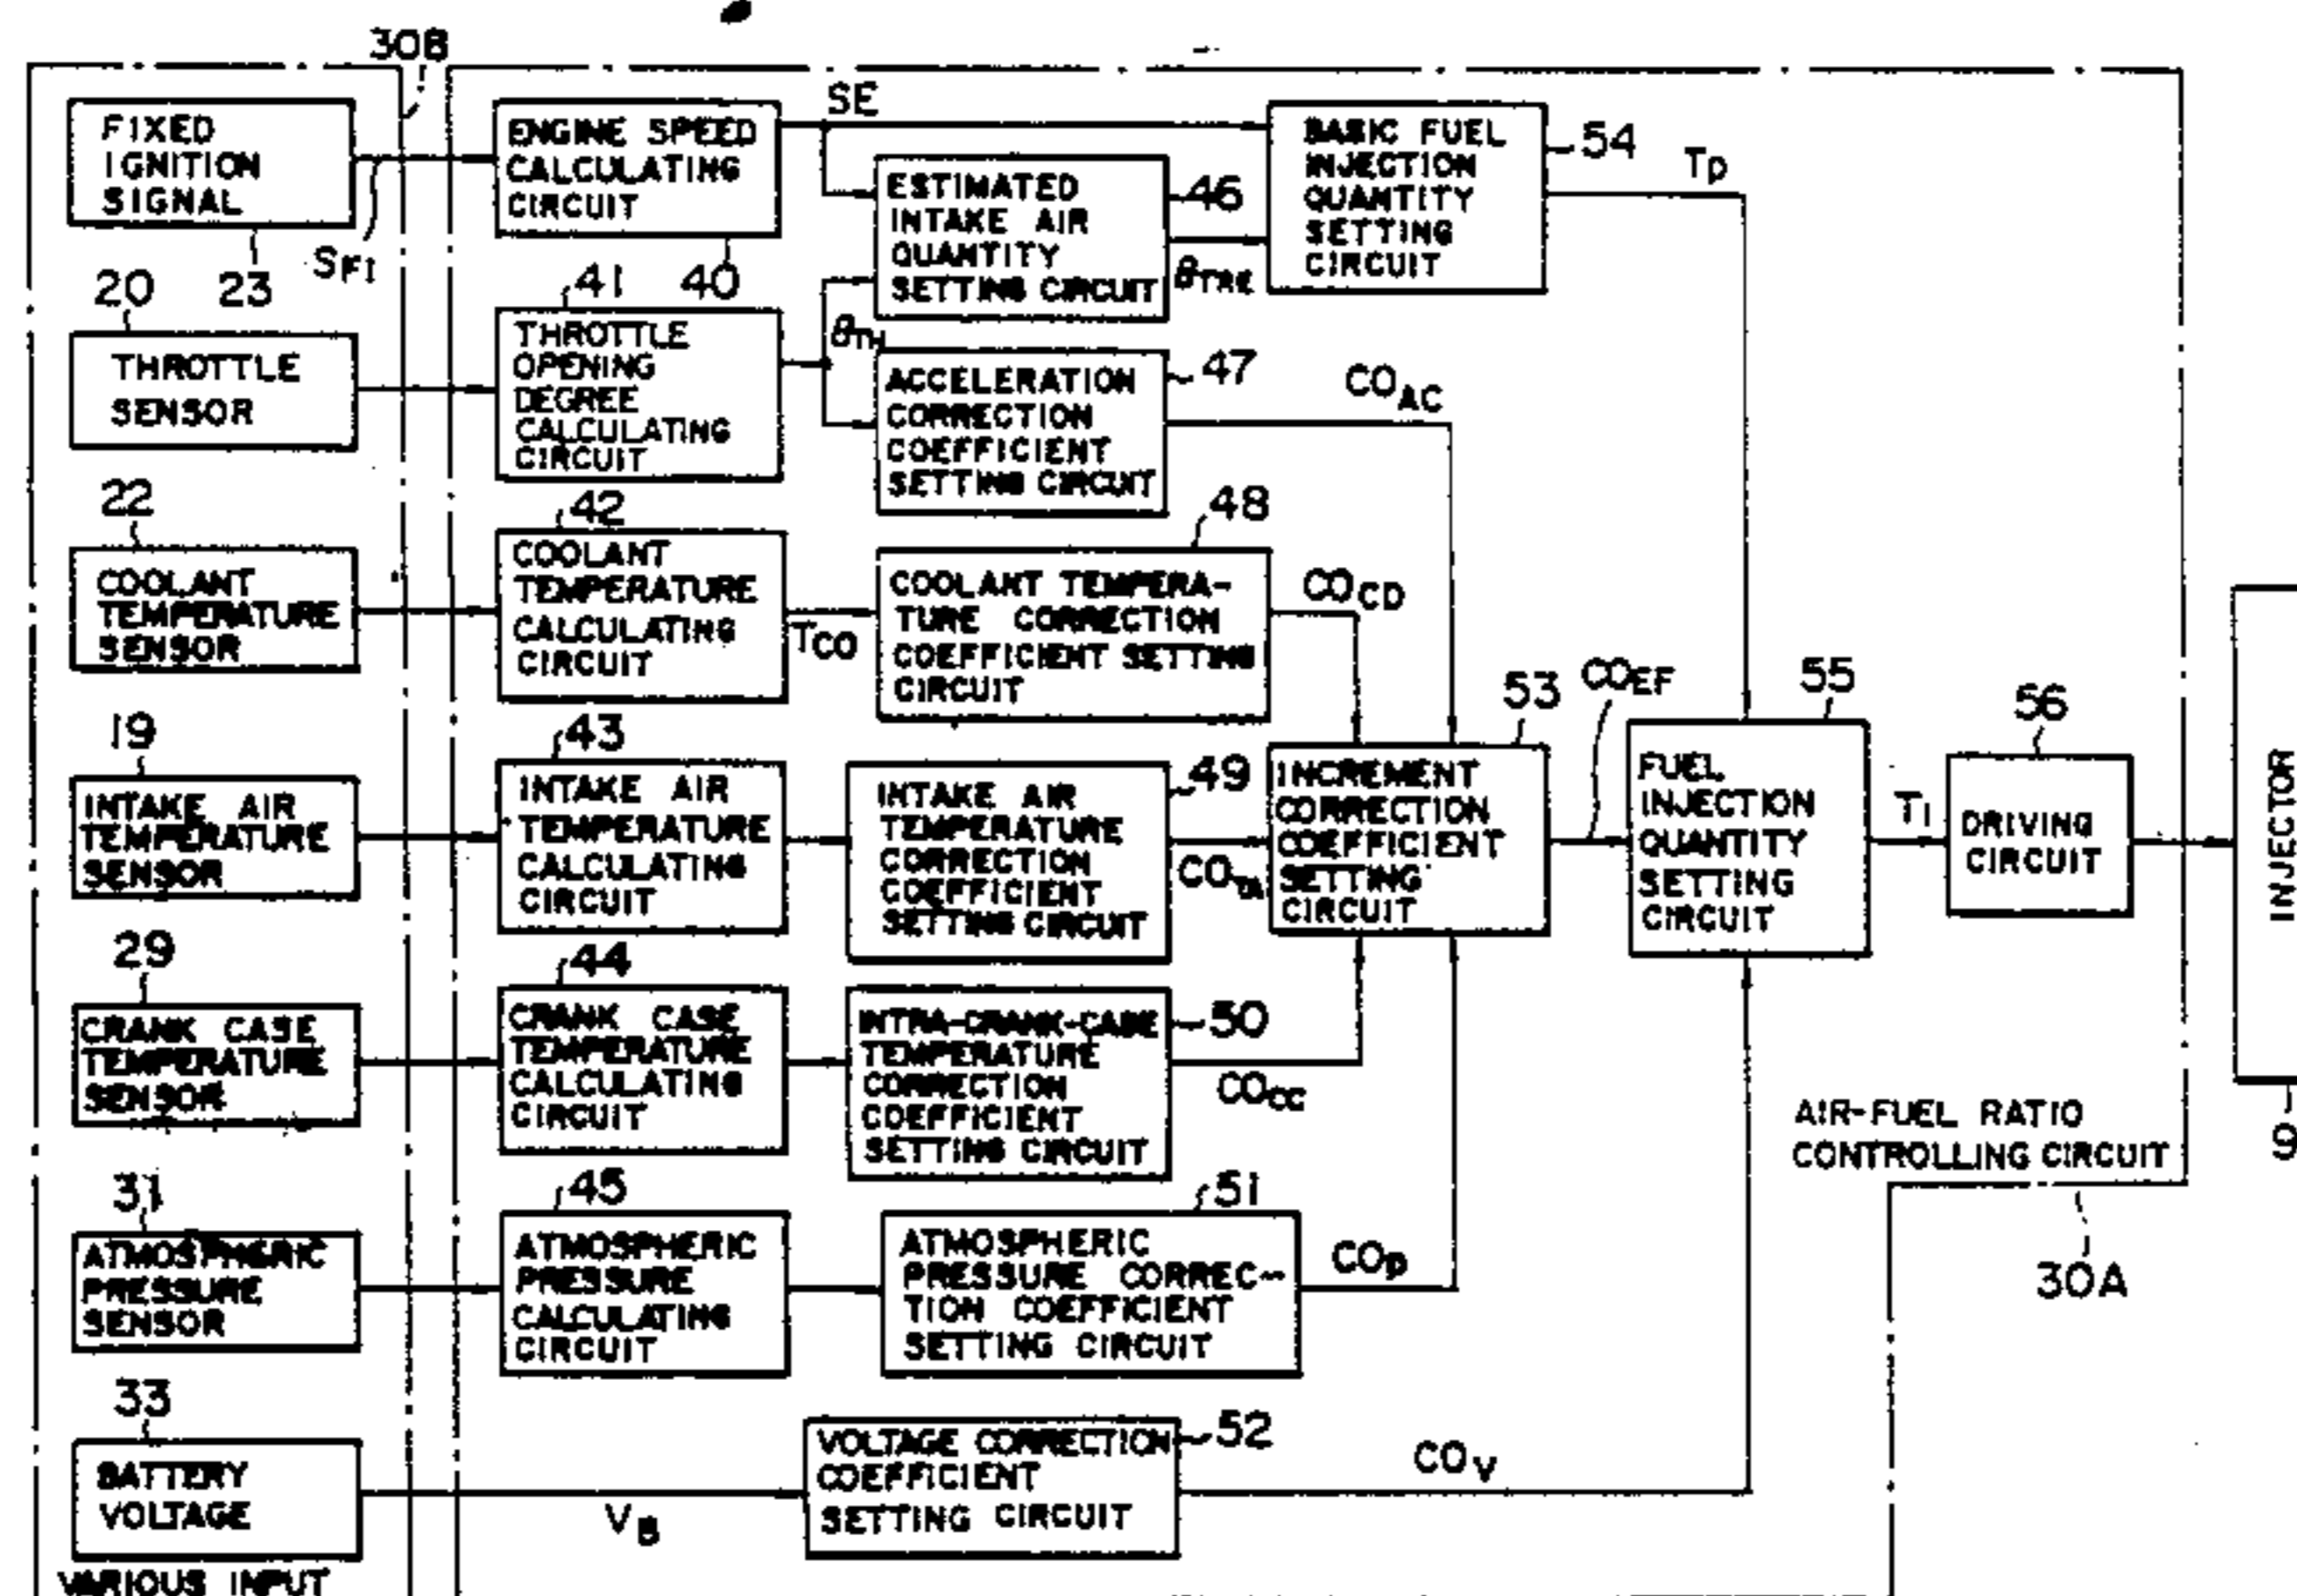 30B
FIXED
IGNITION
SIGNAL
23
SFI
ENGINE SPEED
CALCULATING
CIRCUIT
40
SE
ESTIMATED
INTAKE AIR
QUANTITY
SETTING CIRCUIT
46
BASIC FUEL
INJECTION
QUANTITY
SETTING
CIRCUIT
54
Tp
20
THROTTLE
SENSOR
41
THROTTLE
OPENING
DEGREE
CALCULATING
CIRCUIT
θTH
θTHE
ACCELERATION
CORRECTION
COEFFICIENT
SETTING CIRCUIT
47
COAC
22
COOLANT
TEMPERATURE
SENSOR
42
COOLANT
TEMPERATURE
CALCULATING
CIRCUIT
TCO
48
COOLANT TEMPERA-
TURE CORRECTION
COEFFICIENT SETTING
CIRCUIT
COCD
19
INTAKE AIR
TEMPERATURE
SENSOR
43
INTAKE AIR
TEMPERATURE
CALCULATING
CIRCUIT
49
INTAKE AIR
TEMPERATURE
CORRECTION
COEFFICIENT
SETTING CIRCUIT
COTA
53
INCREMENT
CORRECTION
COEFFICIENT
SETTING
CIRCUIT
COEF
55
FUEL
INJECTION
QUANTITY
SETTING
CIRCUIT
Ti
56
DRIVING
CIRCUIT
INJECTOR
9
29
CRANK CASE
TEMPERATURE
SENSOR
44
CRANK CASE
TEMPERATURE
CALCULATING
CIRCUIT
50
INTRA-CRANK-CASE
TEMPERATURE
CORRECTION
COEFFICIENT
SETTING CIRCUIT
COCC
AIR-FUEL RATIO
CONTROLLING CIRCUIT
30A
31
ATMOSPHERIC
PRESSURE
SENSOR
45
ATMOSPHERIC
PRESSURE
CALCULATING
CIRCUIT
51
ATMOSPHERIC
PRESSURE CORREC-
TION COEFFICIENT
SETTING CIRCUIT
COP
33
BATTERY
VOLTAGE
VB
52
VOLTAGE CORRECTION
COEFFICIENT
SETTING CIRCUIT
COV
VARIOUS INPUT